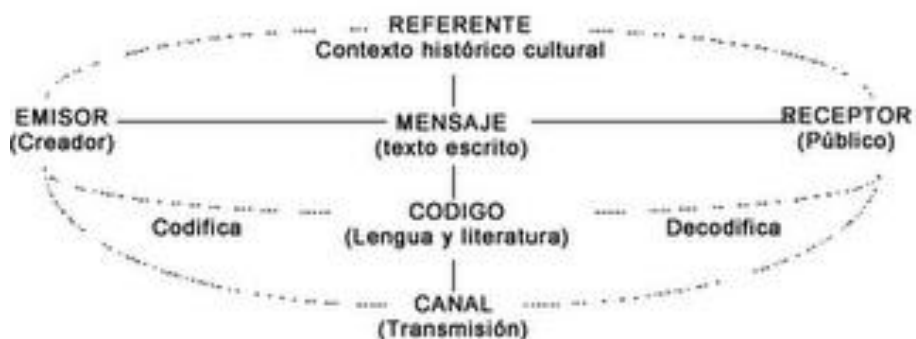 REFERENTE
Contexto histórico cultural
EMISOR
(Creador)
MENSAJE
(texto escrito)
RECEPTOR
(Público)
Codifica
CODIGO
(Lengua y literatura)
Decodifica
CANAL
(Transmisión)